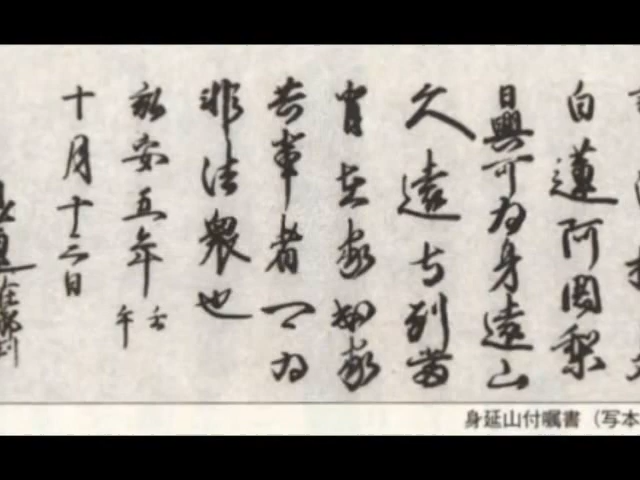 白蓮阿闍梨
日興可為身延山
久遠寺別當
背在家出家
共輩者可為
非法衆也
弘安五年 壬午
十月十三日
日蓮在御判
身延山付嘱書（写本